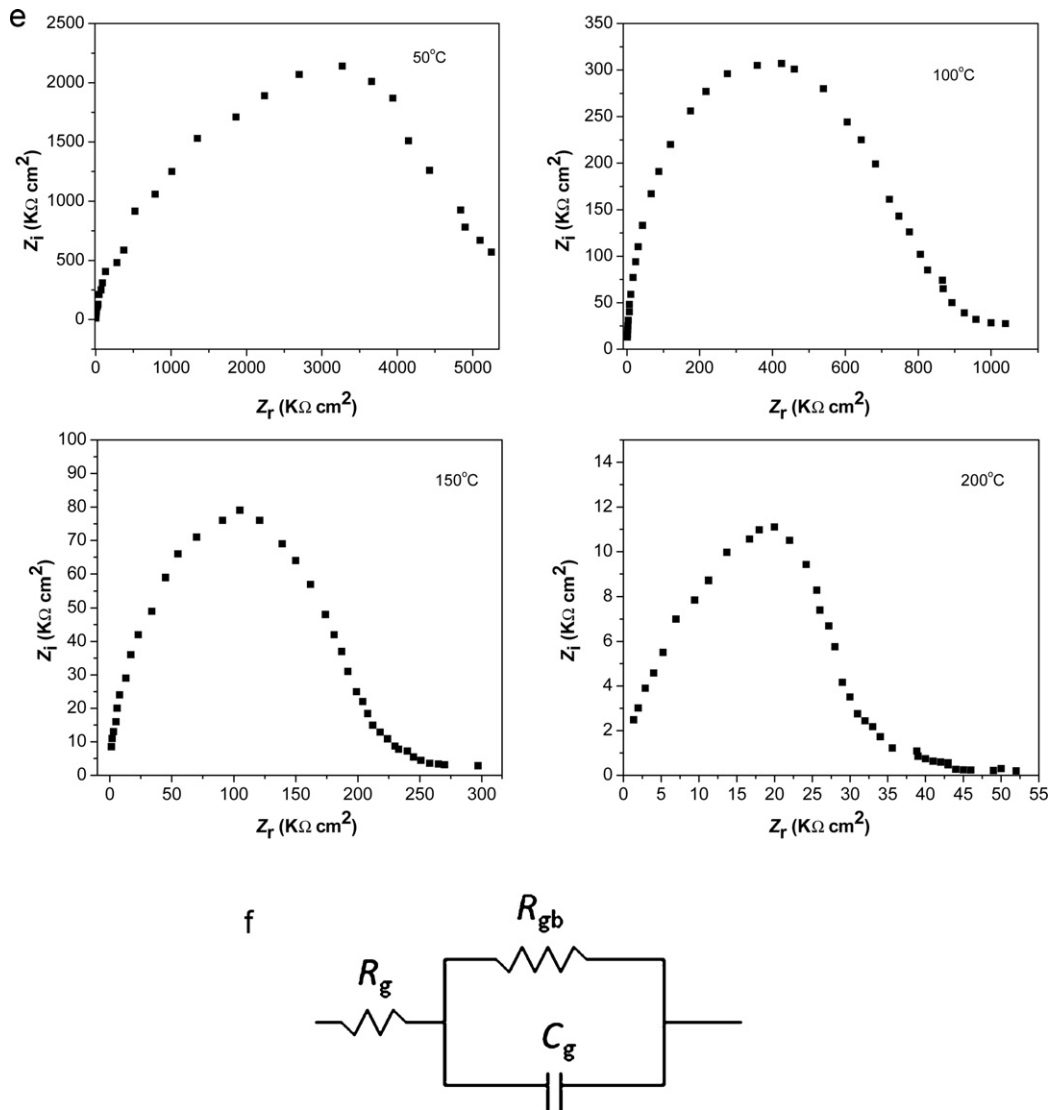 e
2500
2000
1500
1000
500
0
0 1000 2000 3000 4000 5000
Zi (KΩ cm²)
Zr (KΩ cm²)
50°C
350
300
250
200
150
100
50
0
0 200 400 600 800 1000
Zi (KΩ cm²)
Zr (KΩ cm²)
100°C
100
90
80
70
60
50
40
30
20
10
0
0 50 100 150 200 250 300
Zi (KΩ cm²)
Zr (KΩ cm²)
150°C
14
12
10
8
6
4
2
0
0 5 10 15 20 25 30 35 40 45 50 55
Zi (KΩ cm²)
Zr (KΩ cm²)
200°C
f
Rgb
Rg
Cg